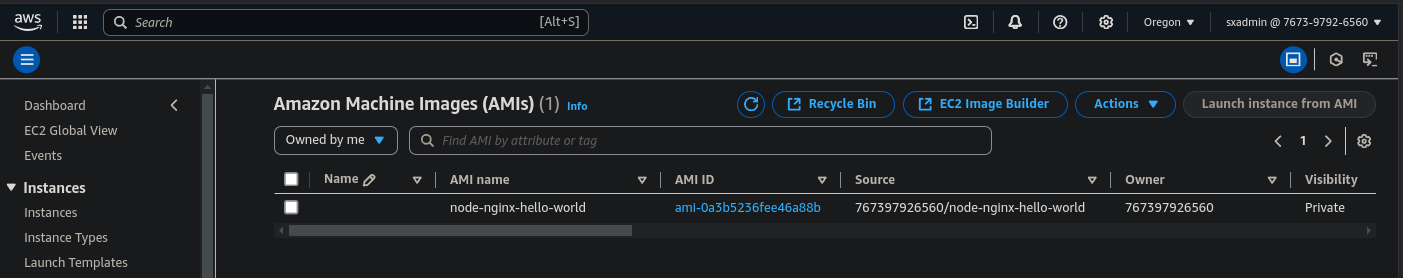 aws Search [Alt+S] Oregon sxadmin @ 7673-9792-6560
Dashboard
EC2 Global View
Events
Instances
Instances
Instance Types
Launch Templates
Amazon Machine Images (AMIs) (1) Info Recycle Bin EC2 Image Builder Actions Launch instance from AMI
Owned by me Find AMI by attribute or tag 1
Name AMI name AMI ID Source Owner Visibility
node-nginx-hello-world ami-0a3b5236fee46a88b 767397926560/node-nginx-hello-world 767397926560 Private